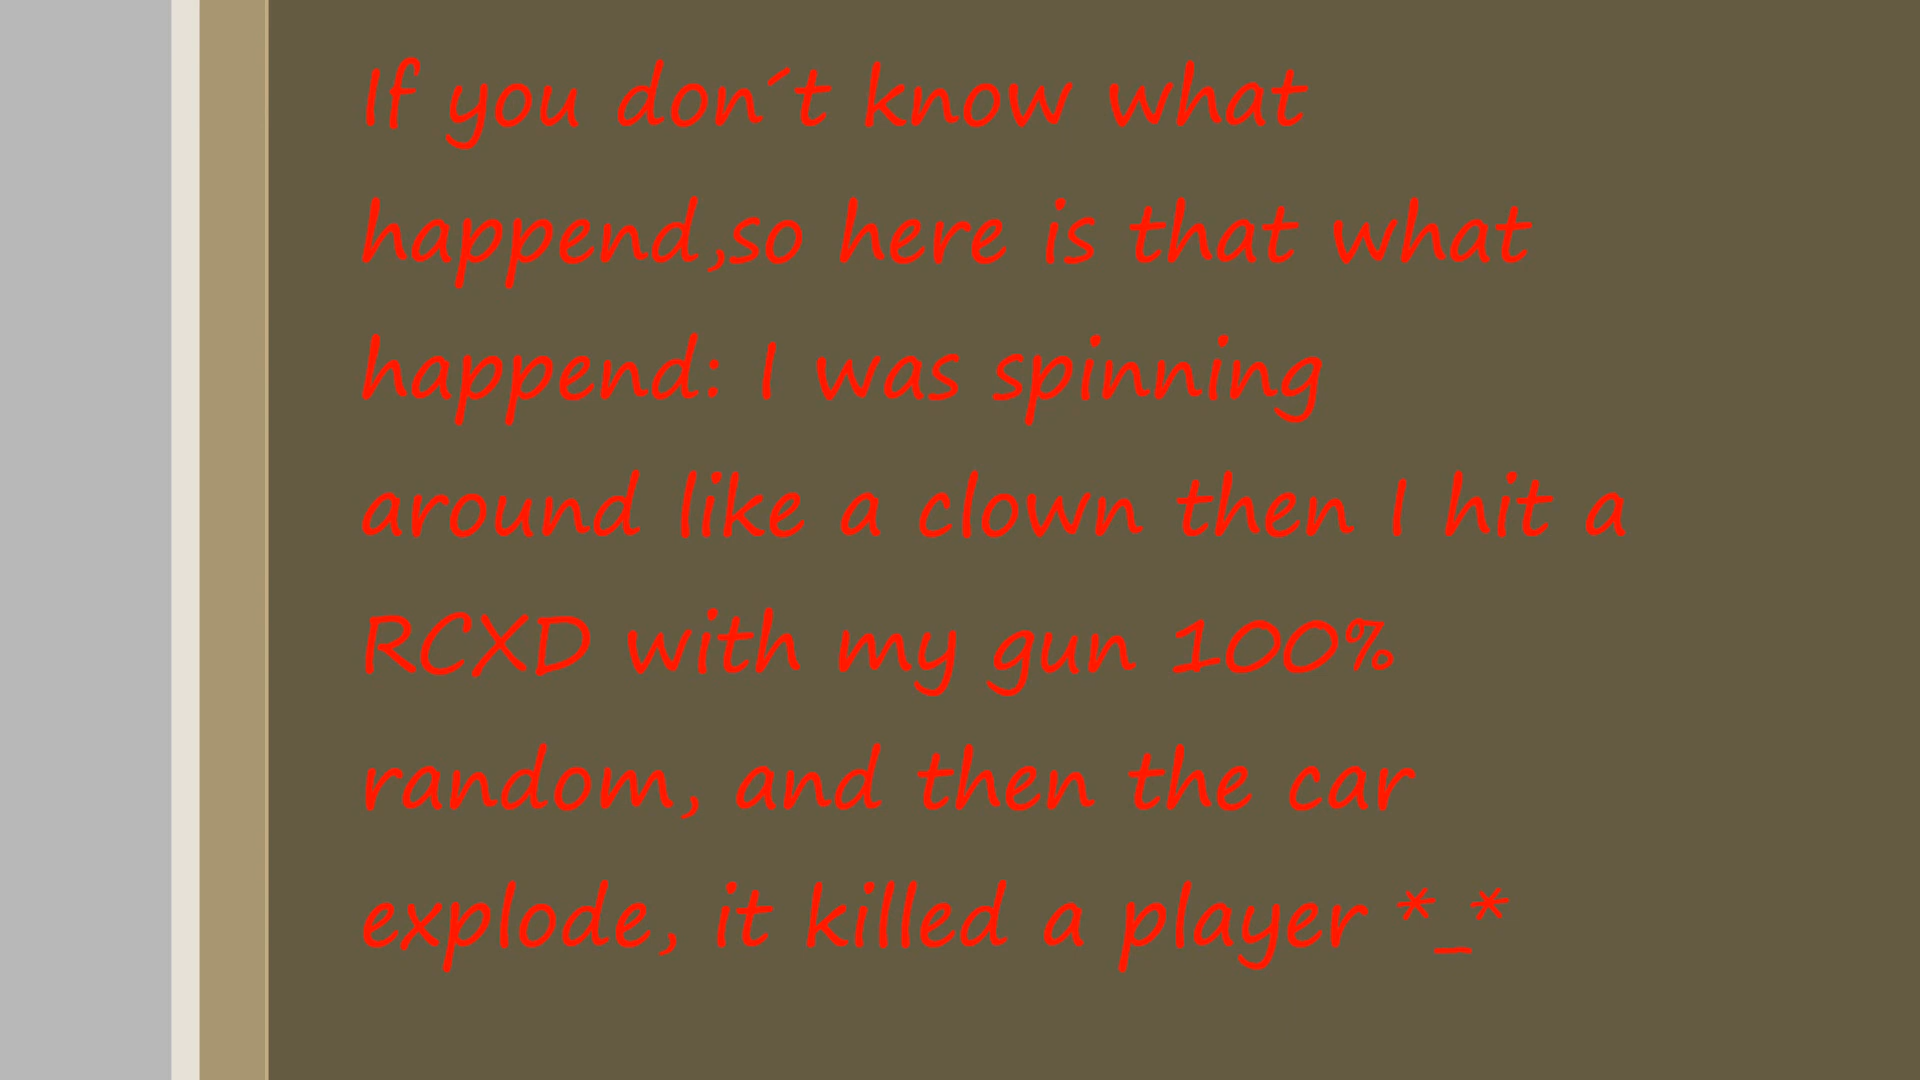 If you don´t know what
happend,so here is that what
happend: I was spinning
around like a clown then I hit a
RCXD with my gun 100%
random, and then the car
explode, it killed a player *_*